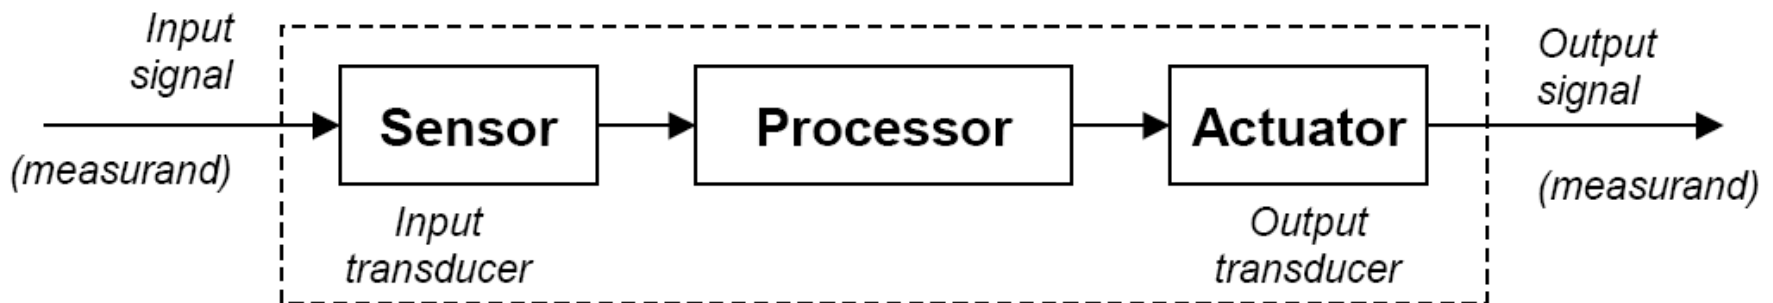 Input
signal
(measurand)
Sensor
Input
transducer
Processor
Actuator
Output
transducer
Output
signal
(measurand)